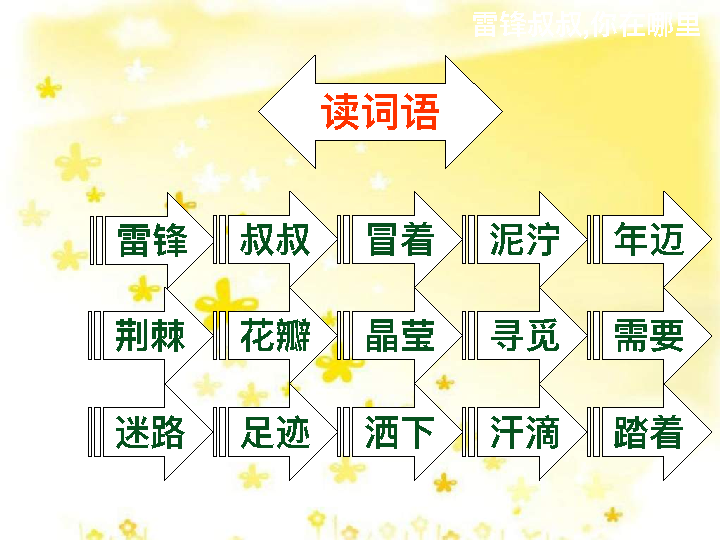 雷锋叔叔,你在哪里
读词语
雷锋 叔叔 冒着 泥泞 年迈
荆棘 花瓣 晶莹 寻觅 需要
迷路 足迹 洒下 汗滴 踏着